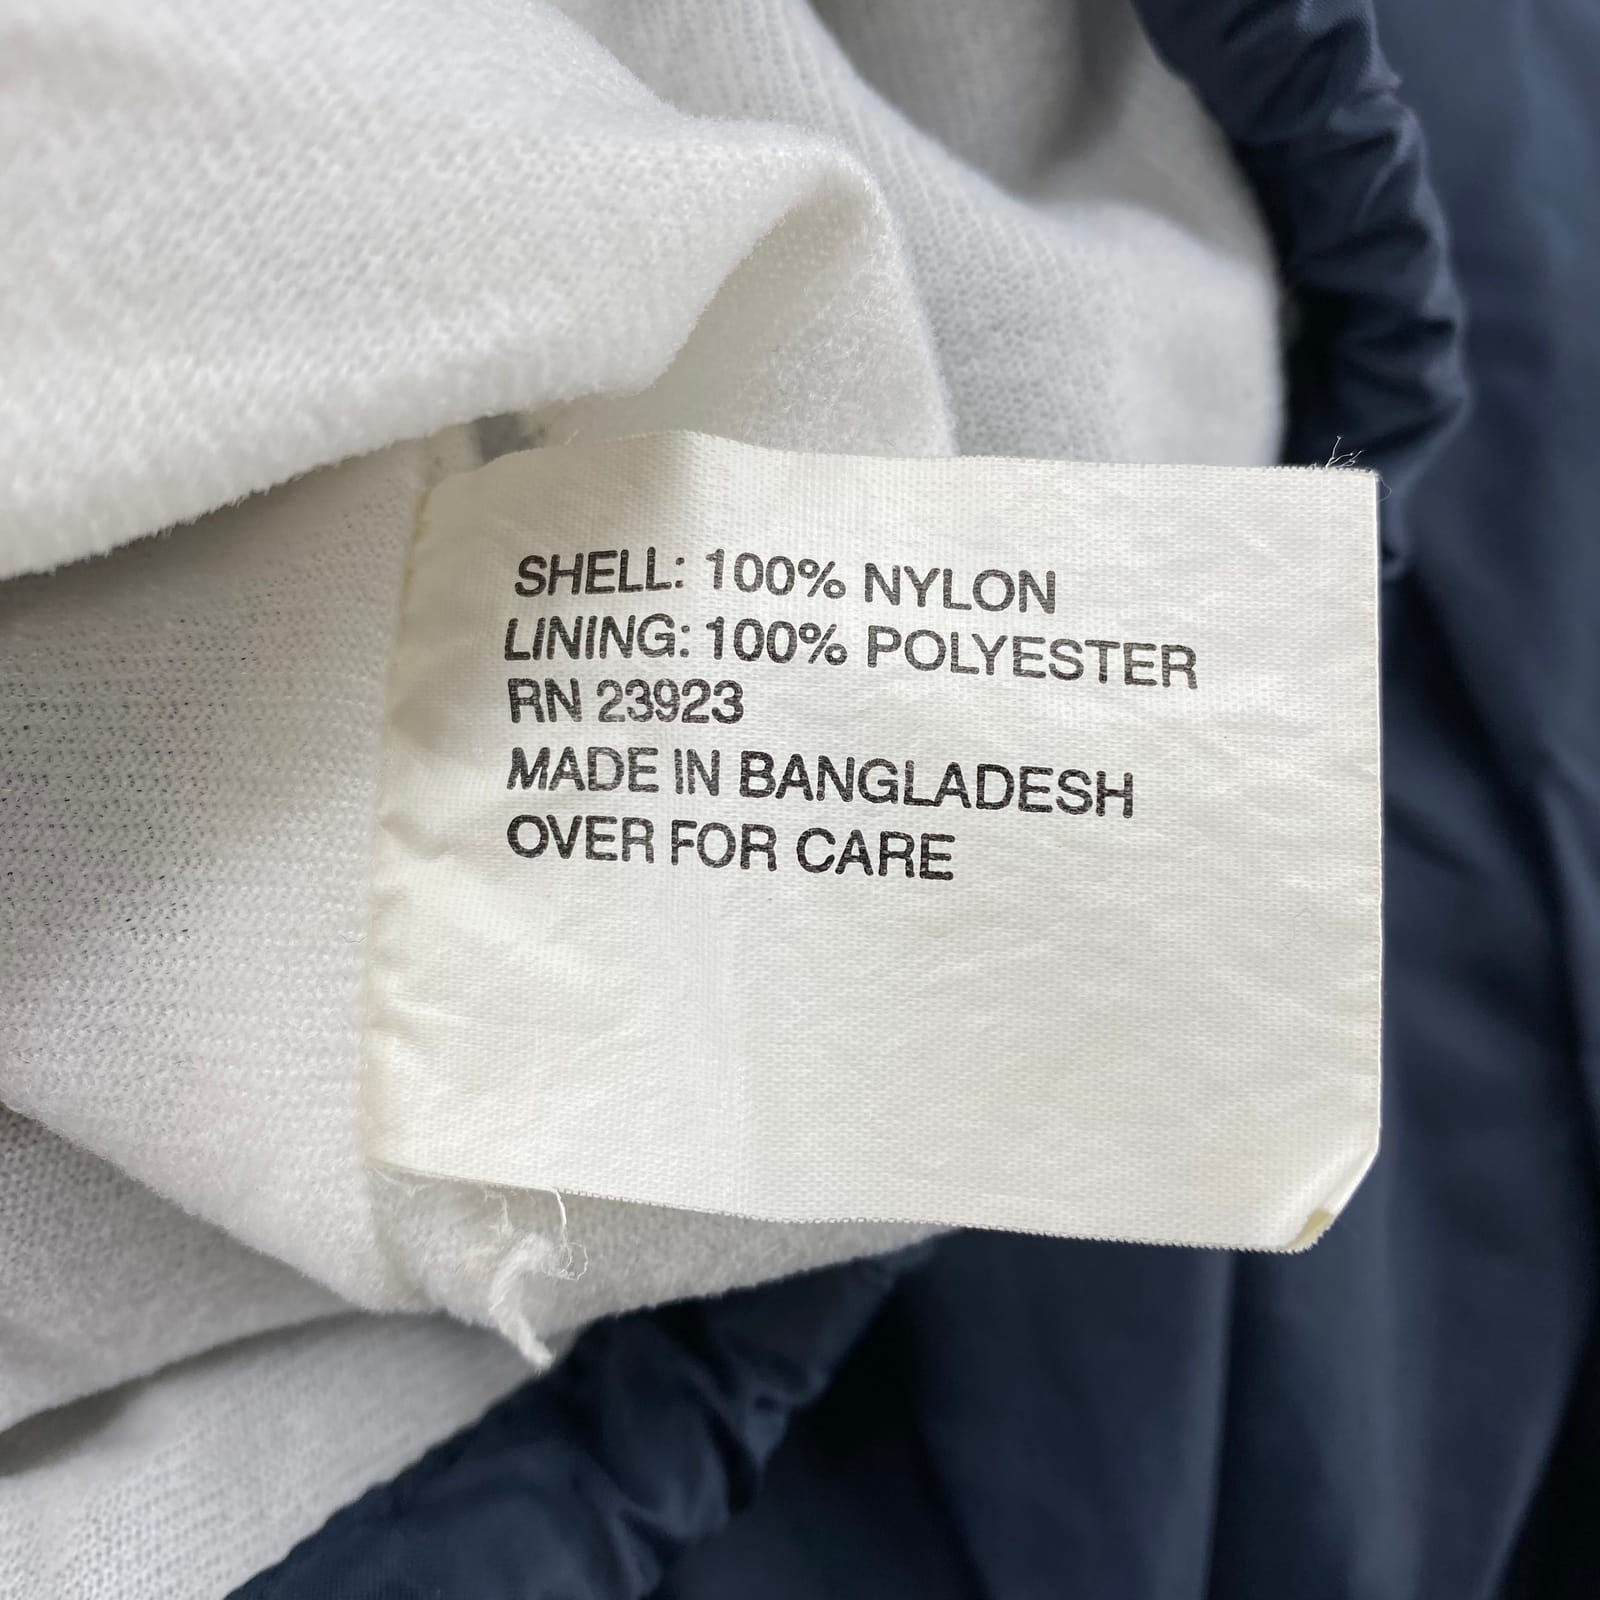 SHELL: 100% NYLON
LINING: 100% POLYESTER
RN 23923
MADE IN BANGLADESH
OVER FOR CARE